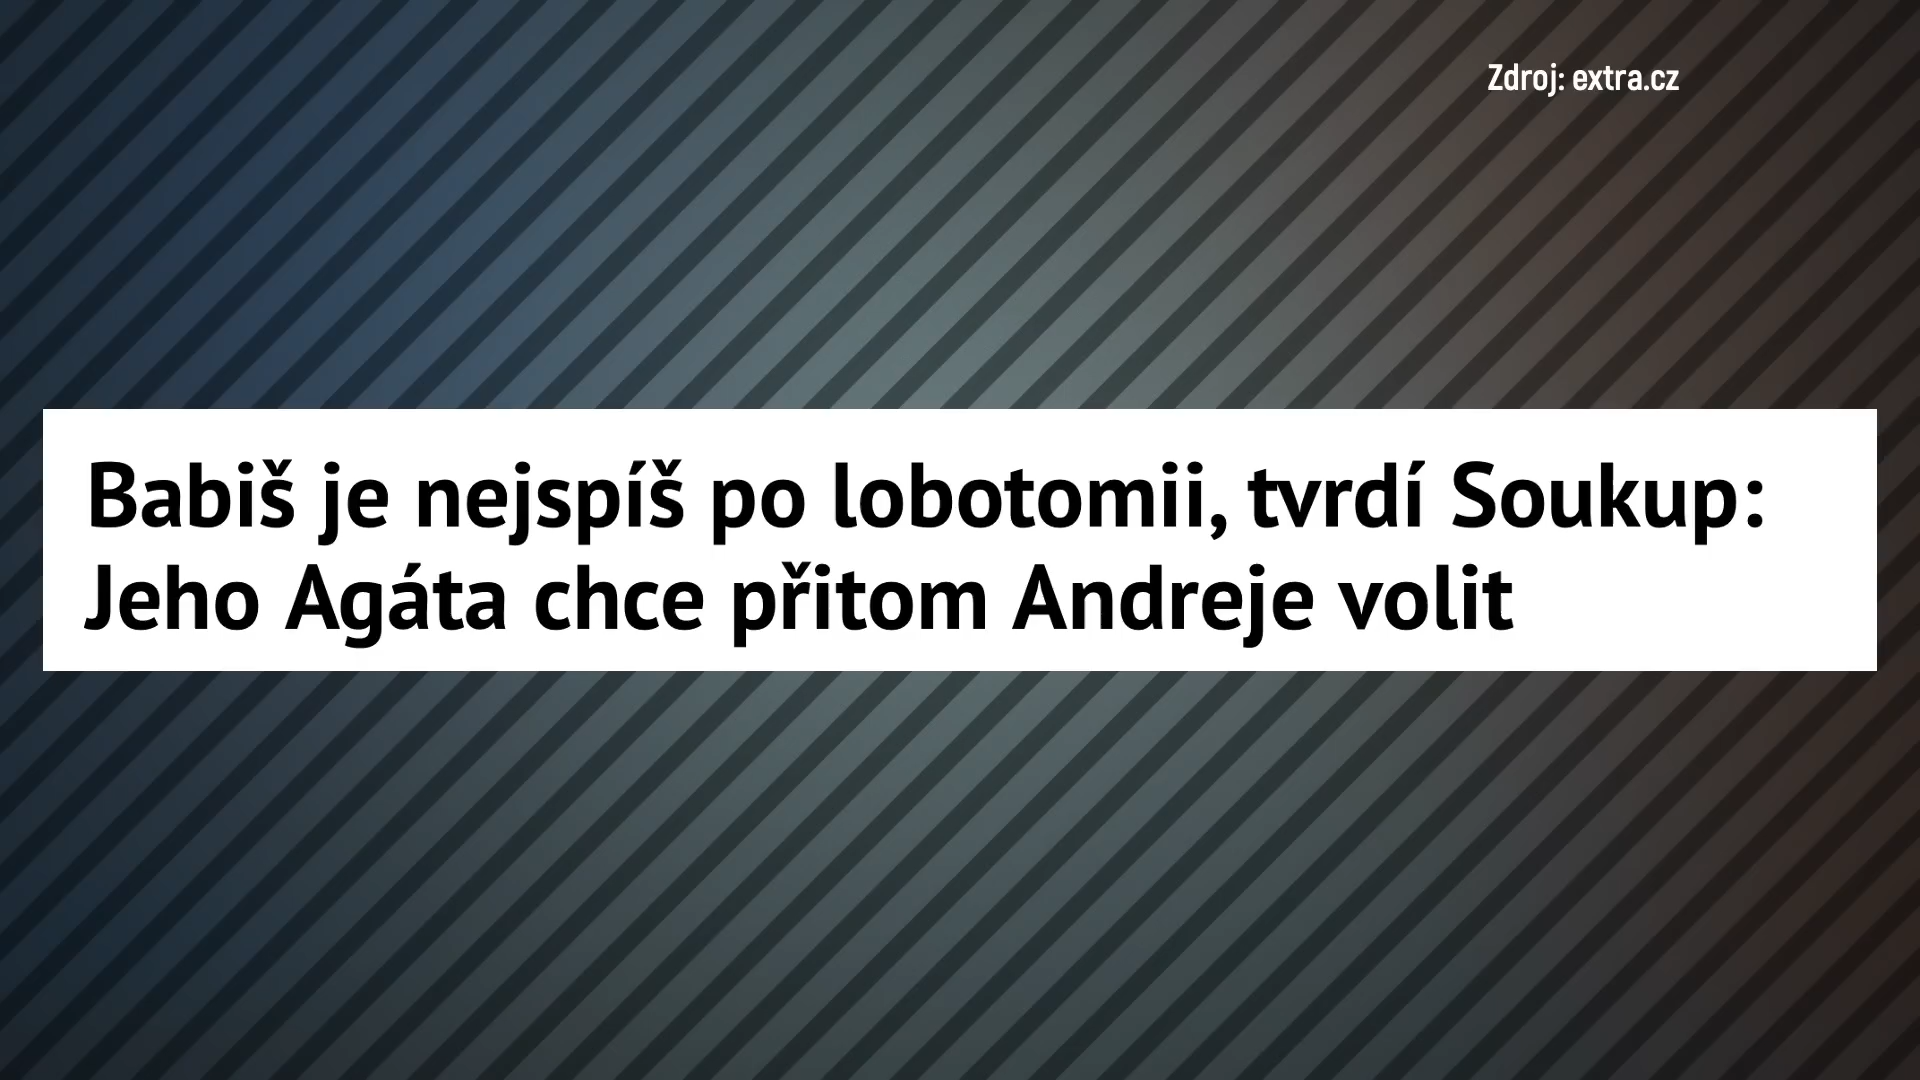 Zdroj: extra.cz
Babiš je nejspíš po lobotomii, tvrdí Soukup:
Jeho Agáta chce přitom Andreje volit